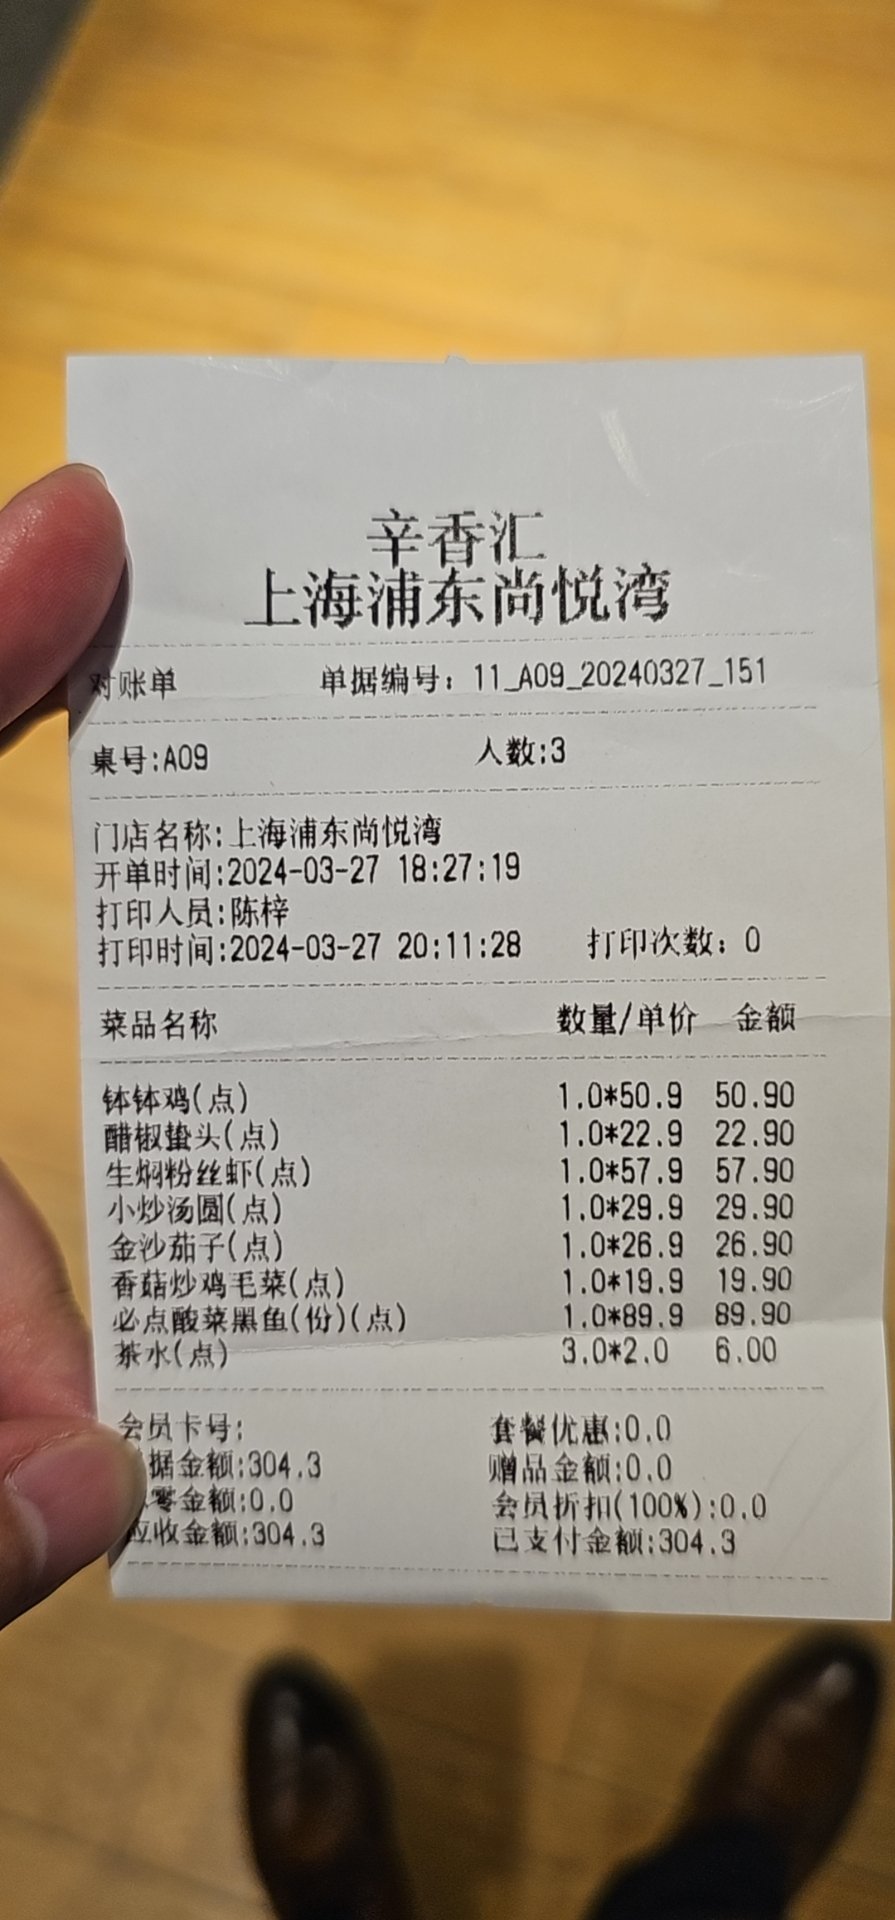 辛香汇
上海浦东尚悦湾
对账单 单据编号：11_A09_20240327_151
桌号:A09 人数:3
门店名称:上海浦东尚悦湾
开单时间:2024-03-27 18:27:19
打印人员:陈梓
打印时间:2024-03-27 20:11:28 打印次数：0
菜品名称 数量/单价 金额
钵钵鸡(点) 1.0*50.9 50.90
醋椒蛰头(点) 1.0*22.9 22.90
生焖粉丝虾(点) 1.0*57.9 57.90
小炒汤圆(点) 1.0*29.9 29.90
金沙茄子(点) 1.0*26.9 26.90
香菇炒鸡毛菜(点) 1.0*19.9 19.90
必点酸菜黑鱼(份)(点) 1.0*89.9 89.90
茶水(点) 3.0*2.0 6.00
会员卡号: 套餐优惠:0.0
据金额:304.3 赠品金额:0.0
零金额:0.0 会员折扣(100%):0.0
应收金额:304.3 已支付金额:304.3